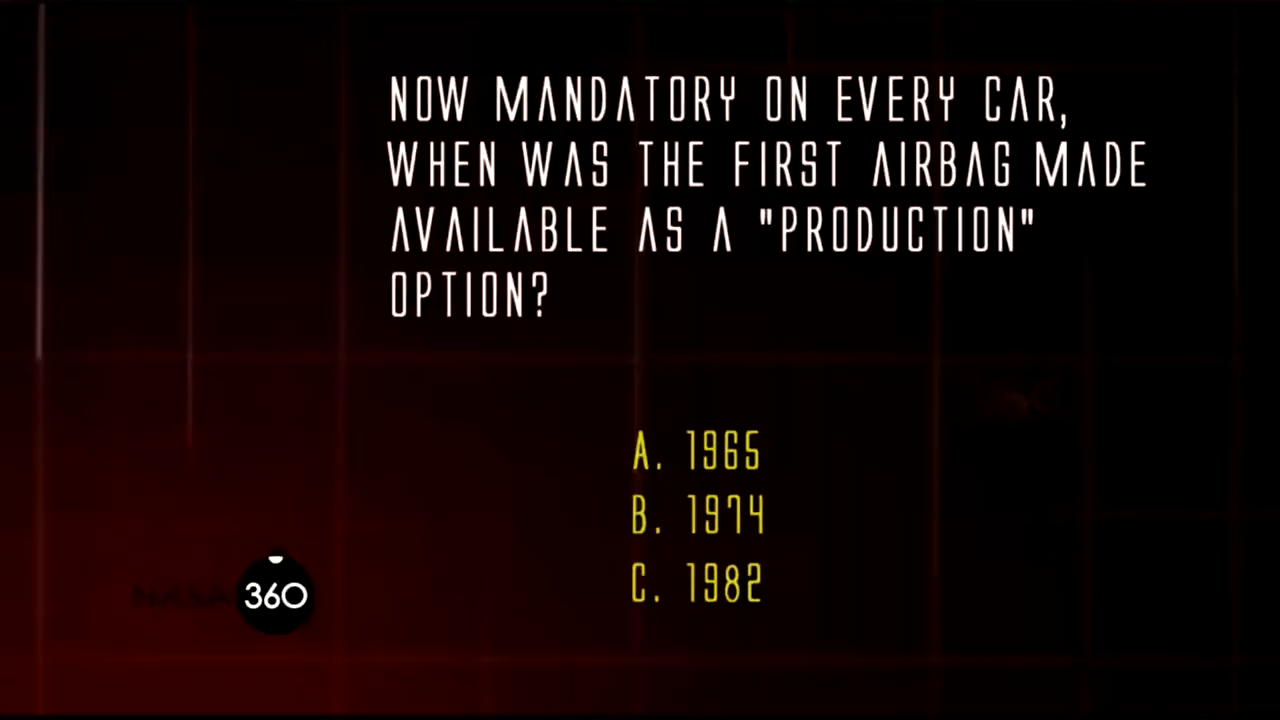 NOW MANDATORY ON EVERY CAR,
WHEN WAS THE FIRST AIRBAG MADE
AVAILABLE AS A "PRODUCTION"
OPTION?
A. 1965
B. 1974
C. 1982
NASA 360